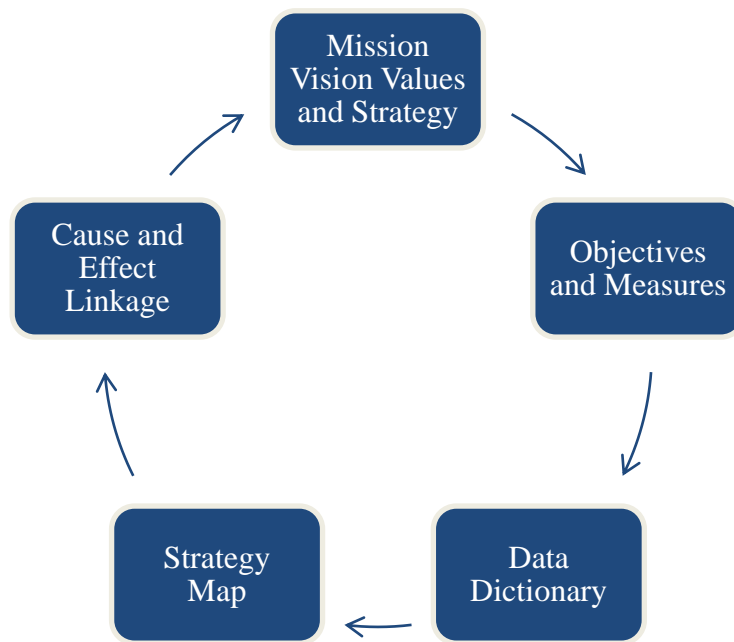 Mission
Vision Values
and Strategy
Objectives
and Measures
Data
Dictionary
Strategy
Map
Cause and
Effect
Linkage